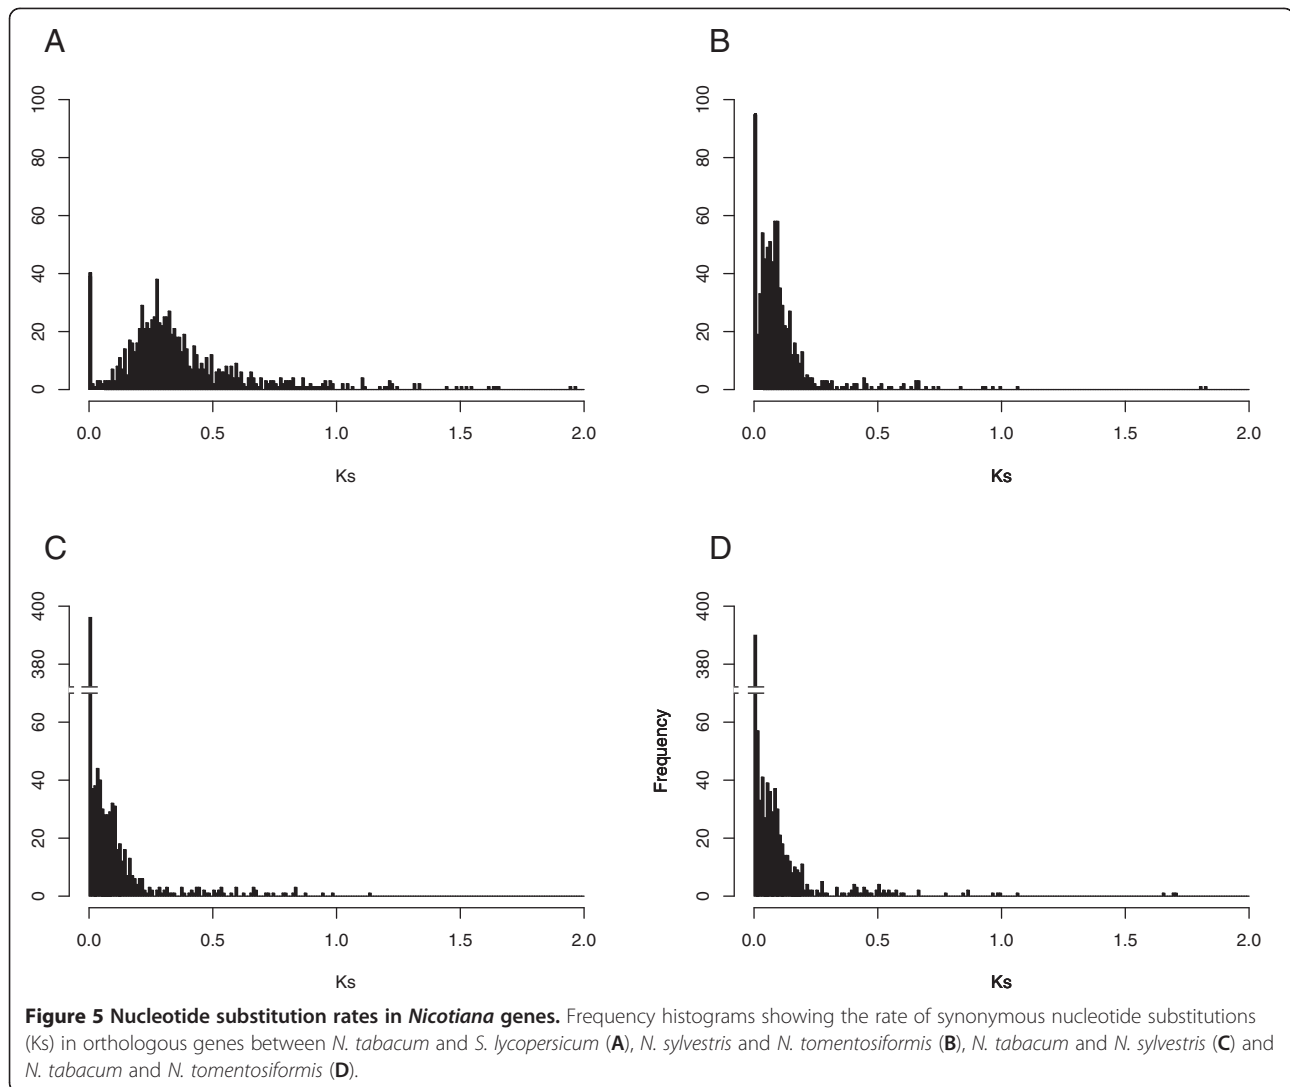 A
100
80
60
40
20
0
0.0 0.5 1.0 1.5 2.0
Ks
B
100
80
60
40
20
0
0.0 0.5 1.0 1.5 2.0
Ks
C
400
380
60
40
20
0
0.0 0.5 1.0 1.5 2.0
Ks
D
Frequency
400
380
60
40
20
0
0.0 0.5 1.0 1.5 2.0
Ks
Figure 5 Nucleotide substitution rates in Nicotiana genes. Frequency histograms showing the rate of synonymous nucleotide substitutions
(Ks) in orthologous genes between N. tabacum and S. lycopersicum (A), N. sylvestris and N. tomentosiformis (B), N. tabacum and N. sylvestris (C) and
N. tabacum and N. tomentosiformis (D).